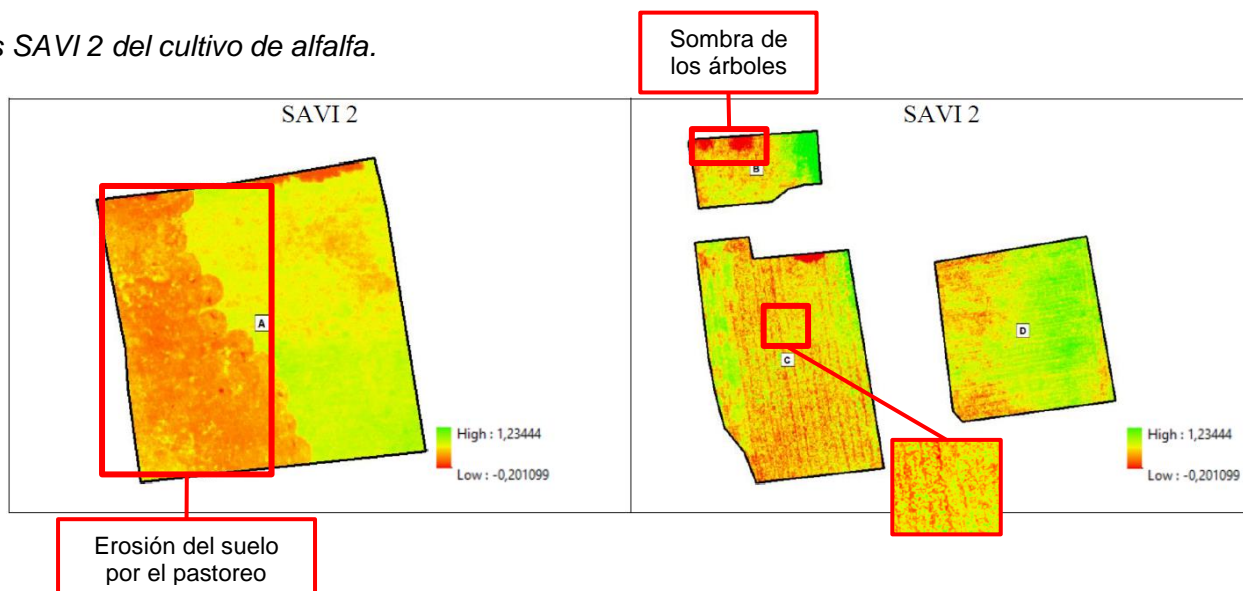 SAVI 2 del cultivo de alfalfa.
Sombra de
los árboles
SAVI 2
A
High : 1,23444
Low : -0,201099
Erosión del suelo
por el pastoreo
SAVI 2
B
C
D
High : 1,23444
Low : -0,201099